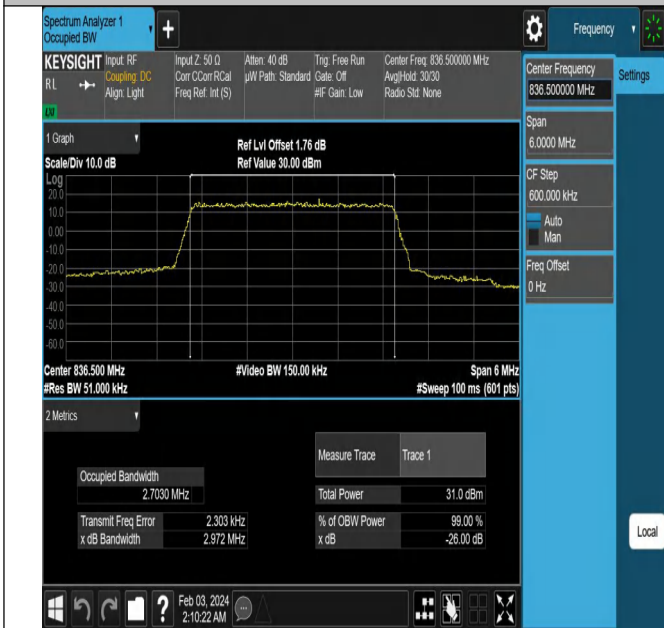 Spectrum Analyzer 1
Occupied BW
Frequency
KEYSIGHT
RL
LXI
Input: RF
Coupling: DC
Align: Light
Input Z: 50 Ω
Corr CCorr RCal
Freq Ref: Int (S)
Atten: 40 dB
µW Path: Standard
Trig: Free Run
Gate: Off
#IF Gain: Low
Center Freq: 836.500000 MHz
Avg|Hold: 30/30
Radio Std: None
Center Frequency
836.500000 MHz
Settings
Span
6.0000 MHz
CF Step
600.000 kHz
Auto
Man
Freq Offset
0 Hz
Local
1 Graph
Scale/Div 10.0 dB
Ref Lvl Offset 1.76 dB
Ref Value 30.00 dBm
Log
20.0
10.0
0.00
-10.0
-20.0
-30.0
-40.0
-50.0
-60.0
Center 836.500 MHz
#Video BW 150.00 kHz
Span 6 MHz
#Res BW 51.000 kHz
#Sweep 100 ms (601 pts)
2 Metrics
Measure Trace
Trace 1
Occupied Bandwidth
2.7030 MHz
Total Power
31.0 dBm
Transmit Freq Error
2.303 kHz
% of OBW Power
99.00 %
x dB Bandwidth
2.972 MHz
x dB
-26.00 dB
?
Feb 03, 2024
2:10:22 AM